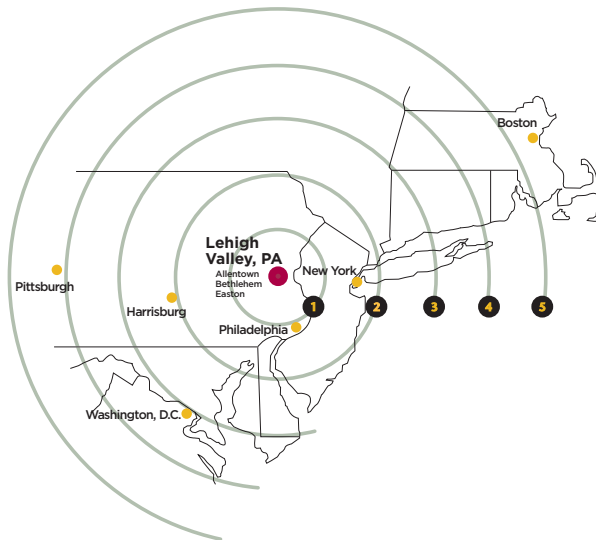 Boston
Lehigh
Valley, PA
Allentown
Bethlehem
Easton
New York
Pittsburgh
Harrisburg
1
2
3
4
5
Philadelphia
Washington, D.C.